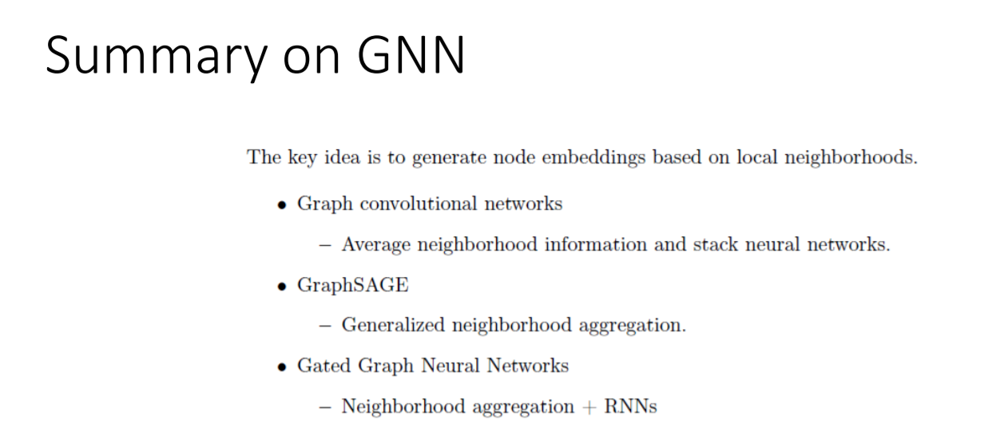 Summary on GNN
The key idea is to generate node embeddings based on local neighborhoods.
• Graph convolutional networks
– Average neighborhood information and stack neural networks.
• GraphSAGE
– Generalized neighborhood aggregation.
• Gated Graph Neural Networks
– Neighborhood aggregation + RNNs